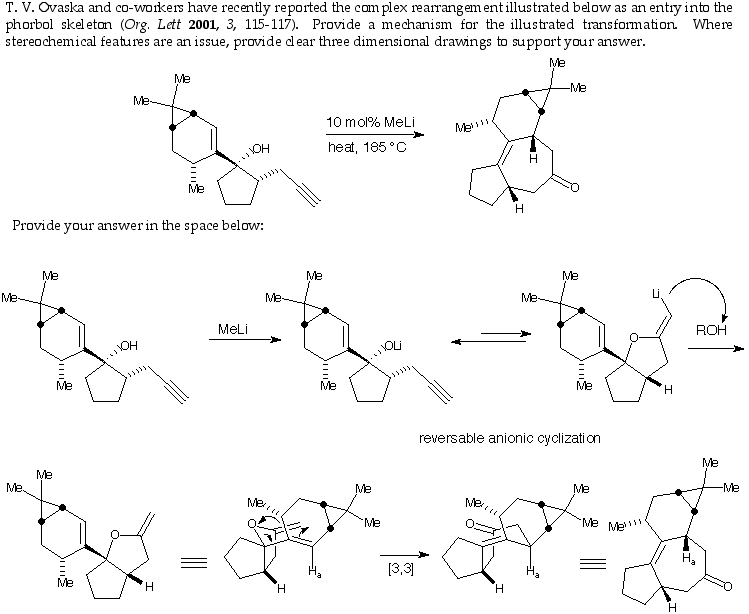 T. V. Ovaska and co-workers have recently reported the complex rearrangement illustrated below as an entry into the
phorbol skeleton (Org. Lett 2001, 3, 115-117). Provide a mechanism for the illustrated transformation. Where
stereochemical features are an issue, provide clear three dimensional drawings to support your answer.
Me
Me
OH
Me
10 mol% MeLi
heat, 185 °C
Me
Me
Me
H
O
H
Provide your answer in the space below:
Me
Me
OH
Me
MeLi
Me
Me
OLi
Me
Me
Me
Li
O
Me
H
ROH
reversable anionic cyclization
Me
Me
O
Me
H
Me
O
Me
Me
Ha
H
[3,3]
Me
O
Me
Me
Ha
H
Me
Me
Me
Ha
O
H